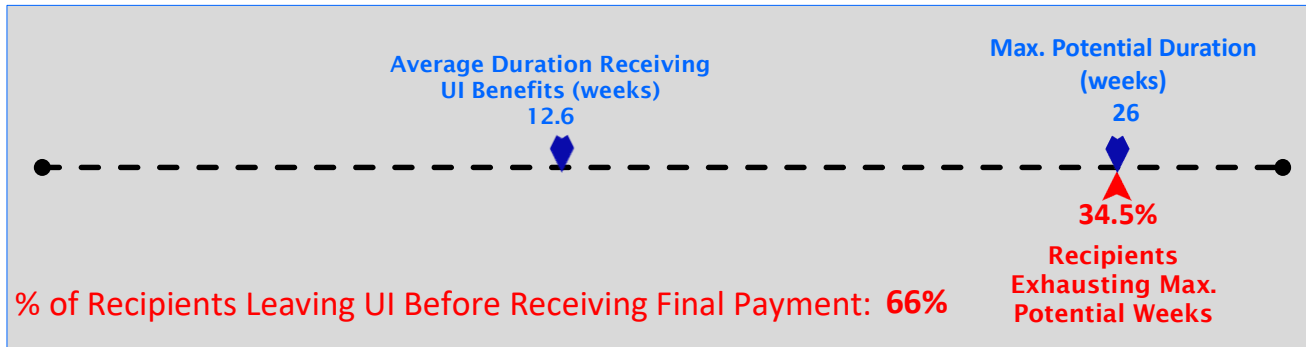 Average Duration Receiving
UI Benefits (weeks)
12.6
Max. Potential Duration
(weeks)
26
34.5%
Recipients
Exhausting Max.
Potential Weeks
% of Recipients Leaving UI Before Receiving Final Payment: 66%